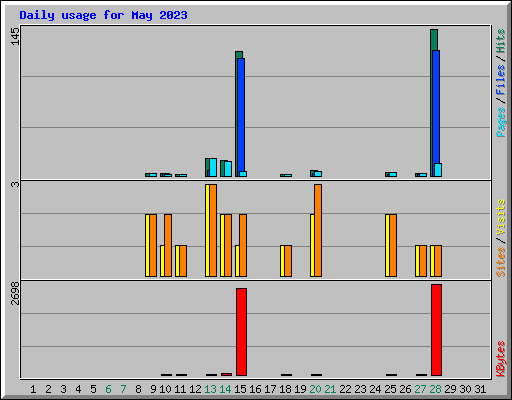 Daily usage for May 2023
145
3
2698
Pages / Files / Hits
Sites / Visits
KBytes
1 2 3 4 5 6 7 8 9 10 11 12 13 14 15 16 17 18 19 20 21 22 23 24 25 26 27 28 29 30 31